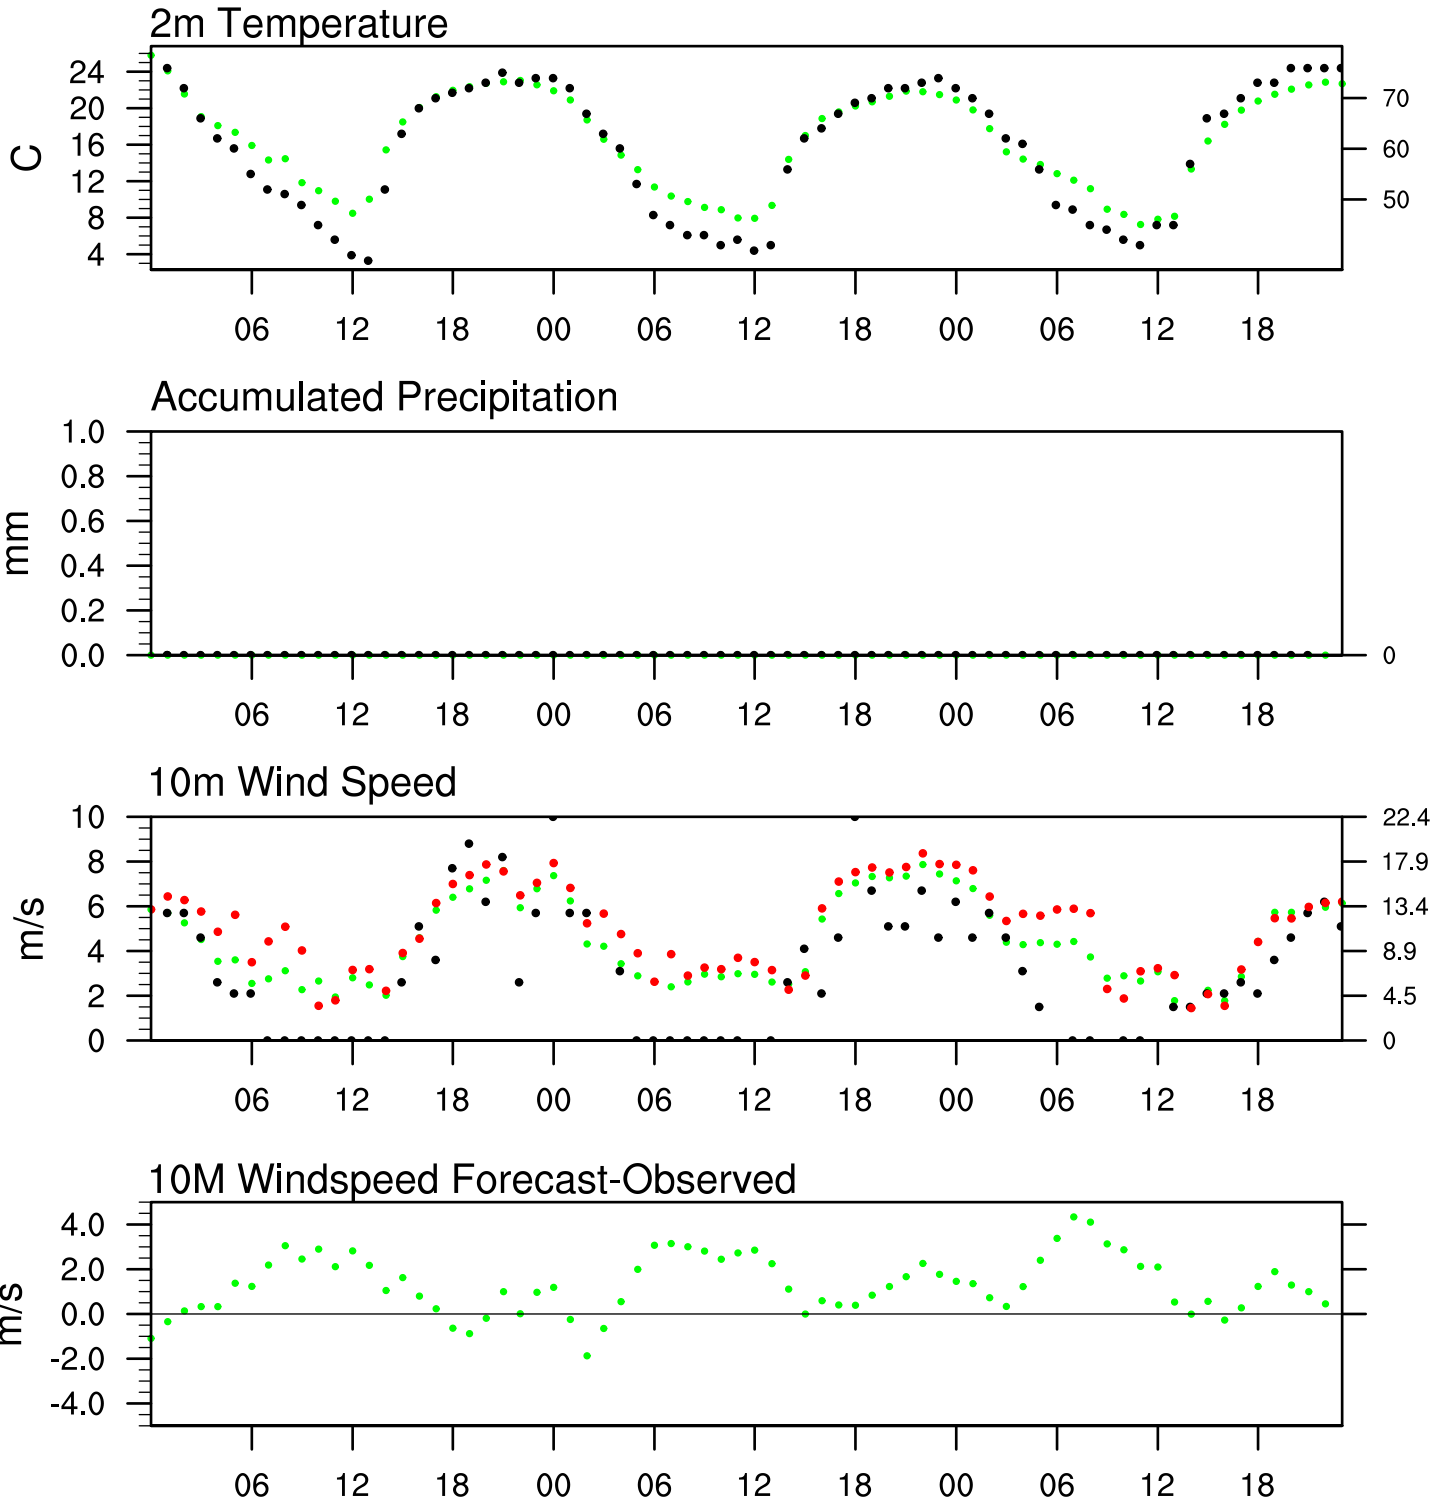 2m Temperature
24
20
16
12
8
4
C
70
60
50
06 12 18 00 06 12 18 00 06 12 18
Accumulated Precipitation
1.0
0.8
0.6
0.4
0.2
0.0
mm
0
06 12 18 00 06 12 18 00 06 12 18
10m Wind Speed
10
8
6
4
2
0
m/s
22.4
17.9
13.4
8.9
4.5
0
06 12 18 00 06 12 18 00 06 12 18
10M Windspeed Forecast-Observed
4.0
2.0
0.0
-2.0
-4.0
m/s
06 12 18 00 06 12 18 00 06 12 18